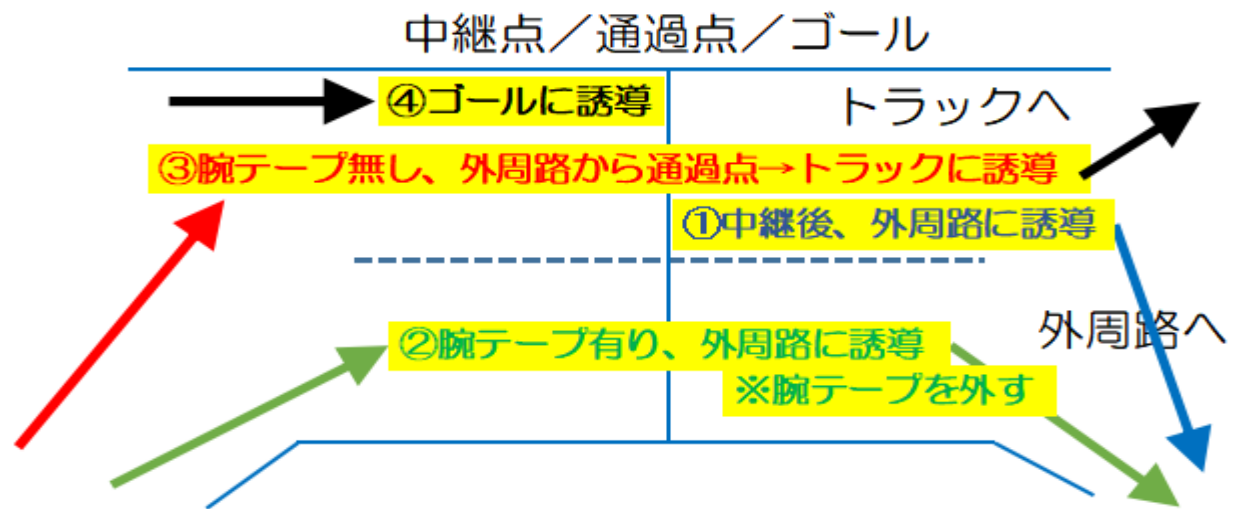 中継点／通過点／ゴール
④ゴールに誘導
トラックへ
③腕テープ無し、外周路から通過点→トラックに誘導
①中継後、外周路に誘導
外周路へ
②腕テープ有り、外周路に誘導
※腕テープを外す